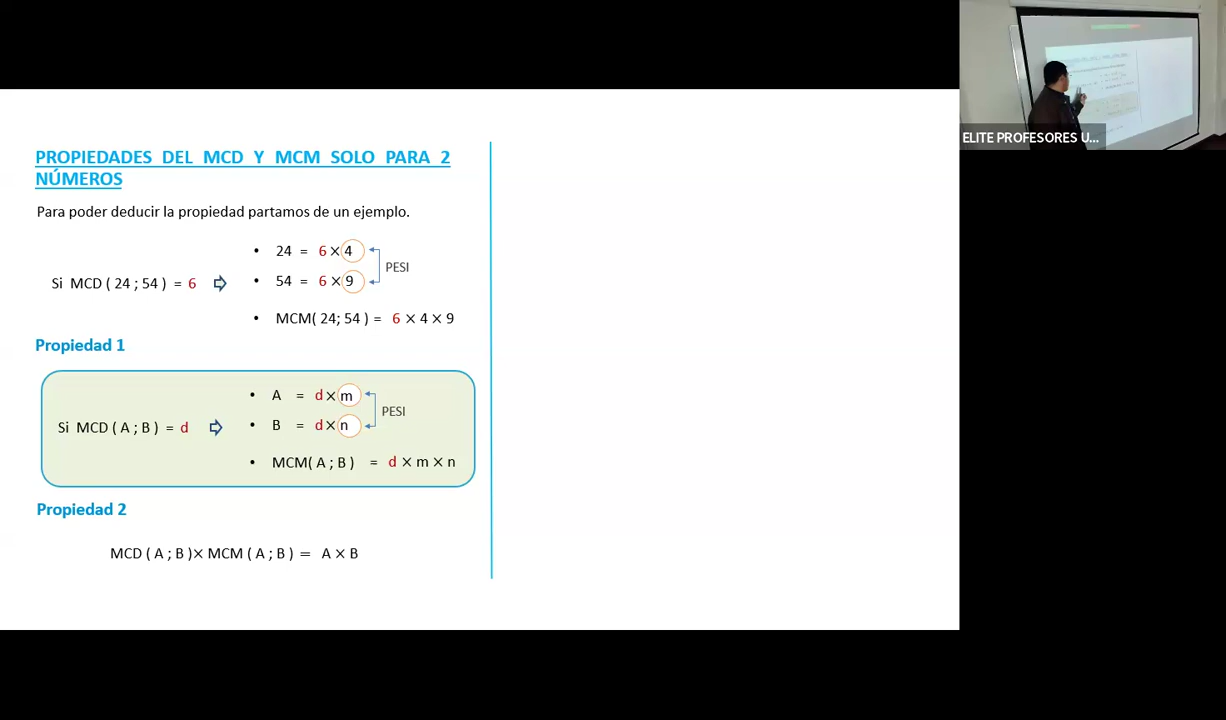 PROPIEDADES DEL MCD Y MCM SOLO PARA 2
NÚMEROS
Para poder deducir la propiedad partamos de un ejemplo.
Si MCD ( 24 ; 54 ) = 6 ⇨
• 24 = 6 × 4
• 54 = 6 × 9
PESI
• MCM( 24; 54 ) = 6 × 4 × 9
Propiedad 1
Si MCD ( A ; B ) = d ⇨
• A = d × m
• B = d × n
PESI
• MCM( A ; B ) = d × m × n
Propiedad 2
MCD ( A ; B )× MCM ( A ; B ) = A × B
ELITE PROFESORES U...